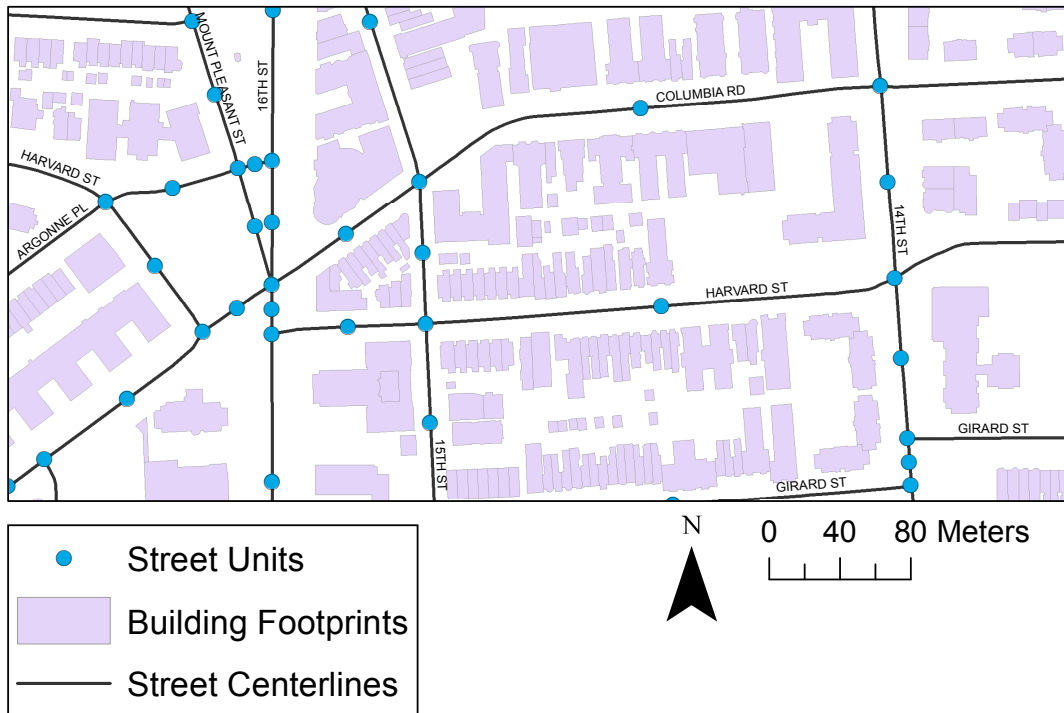 MOUNT PLEASANT ST
16TH ST
COLUMBIA RD
HARVARD ST
ARGONNE PL
14TH ST
HARVARD ST
GIRARD ST
15TH ST
GIRARD ST
N
0 40 80 Meters
Street Units
Building Footprints
Street Centerlines